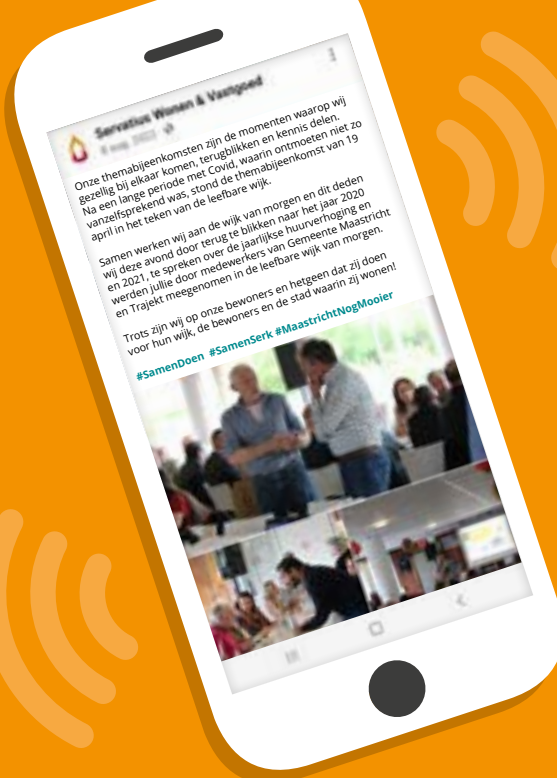 Servatius Wonen & Vastgoed
Onze themabijeenkomsten zijn de momenten waarop wij
gezellig bij elkaar komen, terugblikken en kennis delen.
Na een lange periode met Covid, waarin ontmoeten niet zo
vanzelfsprekend was, stond de themabijeenkomst van 19
april in het teken van de leefbare wijk.
Samen werken wij aan de wijk van morgen en dit deden
wij deze avond door terug te blikken naar het jaar 2020
en 2021, te spreken over de jaarlijkse huurverhoging en
werden jullie door medewerkers van Gemeente Maastricht
en Trajekt meegenomen in de leefbare wijk van morgen.
Trots zijn wij op onze bewoners en hetgeen dat zij doen
voor hun wijk, de bewoners en de stad waarin zij wonen!
#SamenDoen #SamenSerk #MaastrichtNogMooier